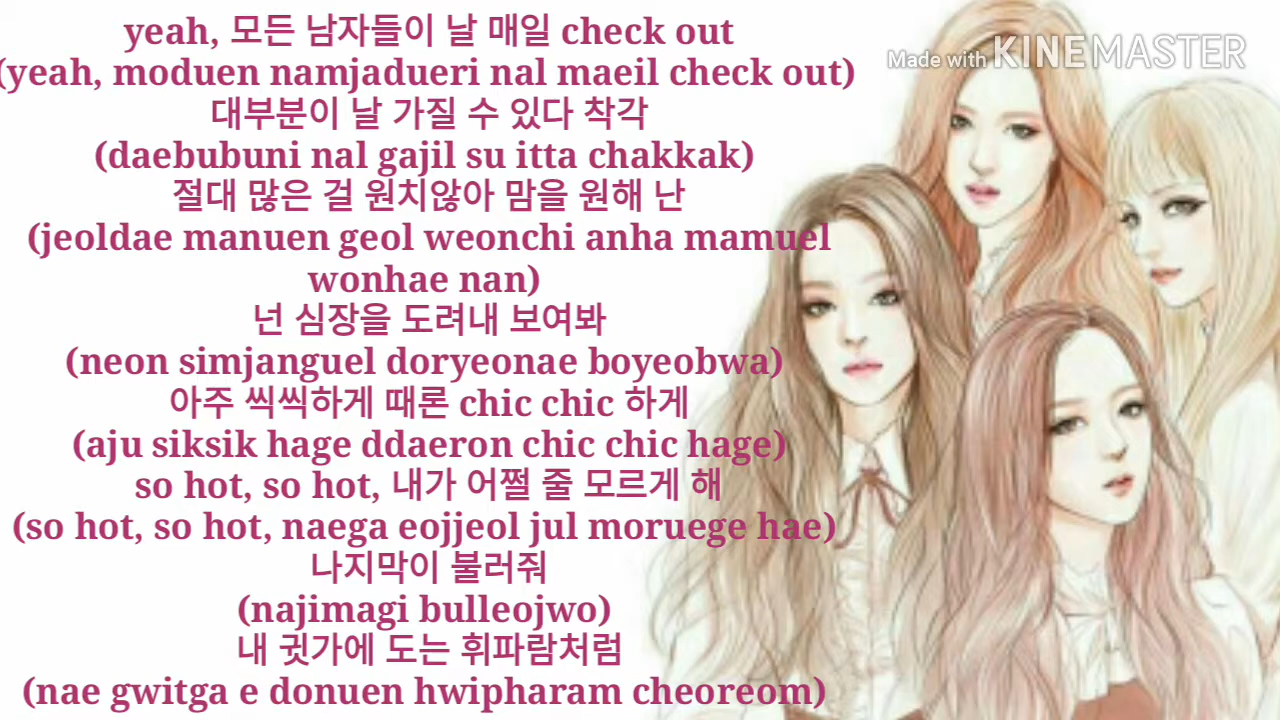 yeah, 모든 남자들이 날 매일 check out
(yeah, moduen namjadueri nal maeil check out)
대부분이 날 가질 수 있다 착각
(daebubuni nal gajil su itta chakkak)
절대 많은 걸 원치않아 맘을 원해 난
(jeoldae manuen geol weonchi anha mamuel
wonhae nan)
넌 심장을 도려내 보여봐
(neon simjanguel doryeonae boyeobwa)
아주 씩씩하게 때론 chic chic 하게
(aju siksik hage ddaeron chic chic hage)
so hot, so hot, 내가 어쩔 줄 모르게 해
(so hot, so hot, naega eojjeol jul moruege hae)
나지막이 불러줘
(najimagi bulleojwo)
내 귓가에 도는 휘파람처럼
(nae gwitga e donuen hwipharam cheoreom)
Made with KINEMASTER